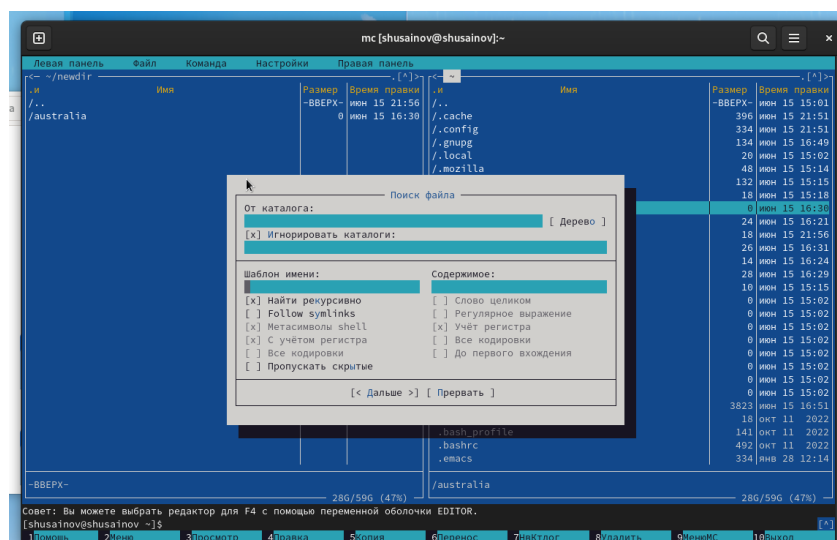 mc [shusainov@shusainov]:~
Левая панель Файл Команда Настройки Правая панель
<— ~/newdir .[^]>
.и Имя Размер Время правки
/.. -ВВЕРХ- июн 15 21:56
/australia 0 июн 15 16:30
<— ~ .[^]>
.и Имя Размер Время правки
/.. -ВВЕРХ- июн 15 15:01
/.cache 396 июн 15 21:51
/.config 334 июн 15 21:51
/.gnupg 134 июн 15 16:49
/.local 20 июн 15 15:02
/.mozilla 48 июн 15 15:14
132 июн 15 15:15
18 июн 15 15:18
0 июн 15 16:30
24 июн 15 16:21
18 июн 15 21:56
26 июн 15 16:31
14 июн 15 16:24
28 июн 15 16:29
10 июн 15 15:15
0 июн 15 15:02
0 июн 15 15:02
0 июн 15 15:02
0 июн 15 15:02
0 июн 15 15:02
0 июн 15 15:02
0 июн 15 15:02
0 июн 15 15:02
3823 июн 15 16:51
18 окт 11 2022
.bash_profile 141 окт 11 2022
.bashrc 492 окт 11 2022
.emacs 334 янв 28 12:14
Поиск файла
От каталога:
[ Дерево ]
[x] Игнорировать каталоги:
Шаблон имени: Содержимое:
[x] Найти рекурсивно [ ] Слово целиком
[ ] Follow symlinks [ ] Регулярное выражение
[x] Метасимволы shell [x] Учёт регистра
[x] С учётом регистра [ ] Все кодировки
[ ] Все кодировки [ ] До первого вхождения
[ ] Пропускать скрытые
[< Дальше >] [ Прервать ]
-ВВЕРХ- /australia
28G/59G (47%) 28G/59G (47%)
Совет: Вы можете выбрать редактор для F4 с помощью переменной оболочки EDITOR.
[shusainov@shusainov ~]$ [^]
1Помощь 2Меню 3Просмотр 4Правка 5Копия 6Перенос 7НвКтлог 8Удалить 9МенюMC 10Выход